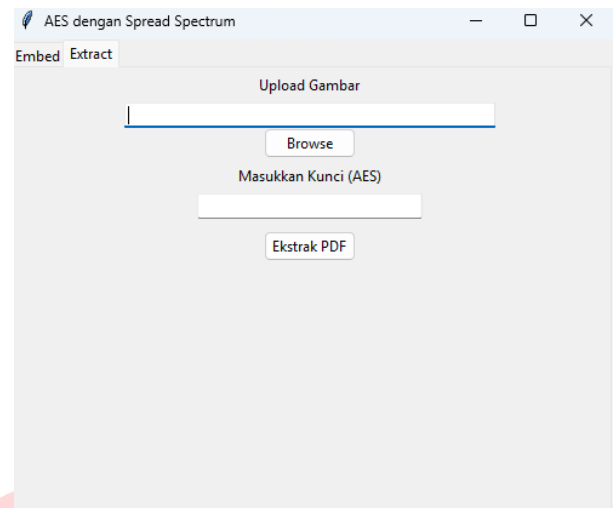 AES dengan Spread Spectrum
Embed Extract
Upload Gambar
Browse
Masukkan Kunci (AES)
Ekstrak PDF